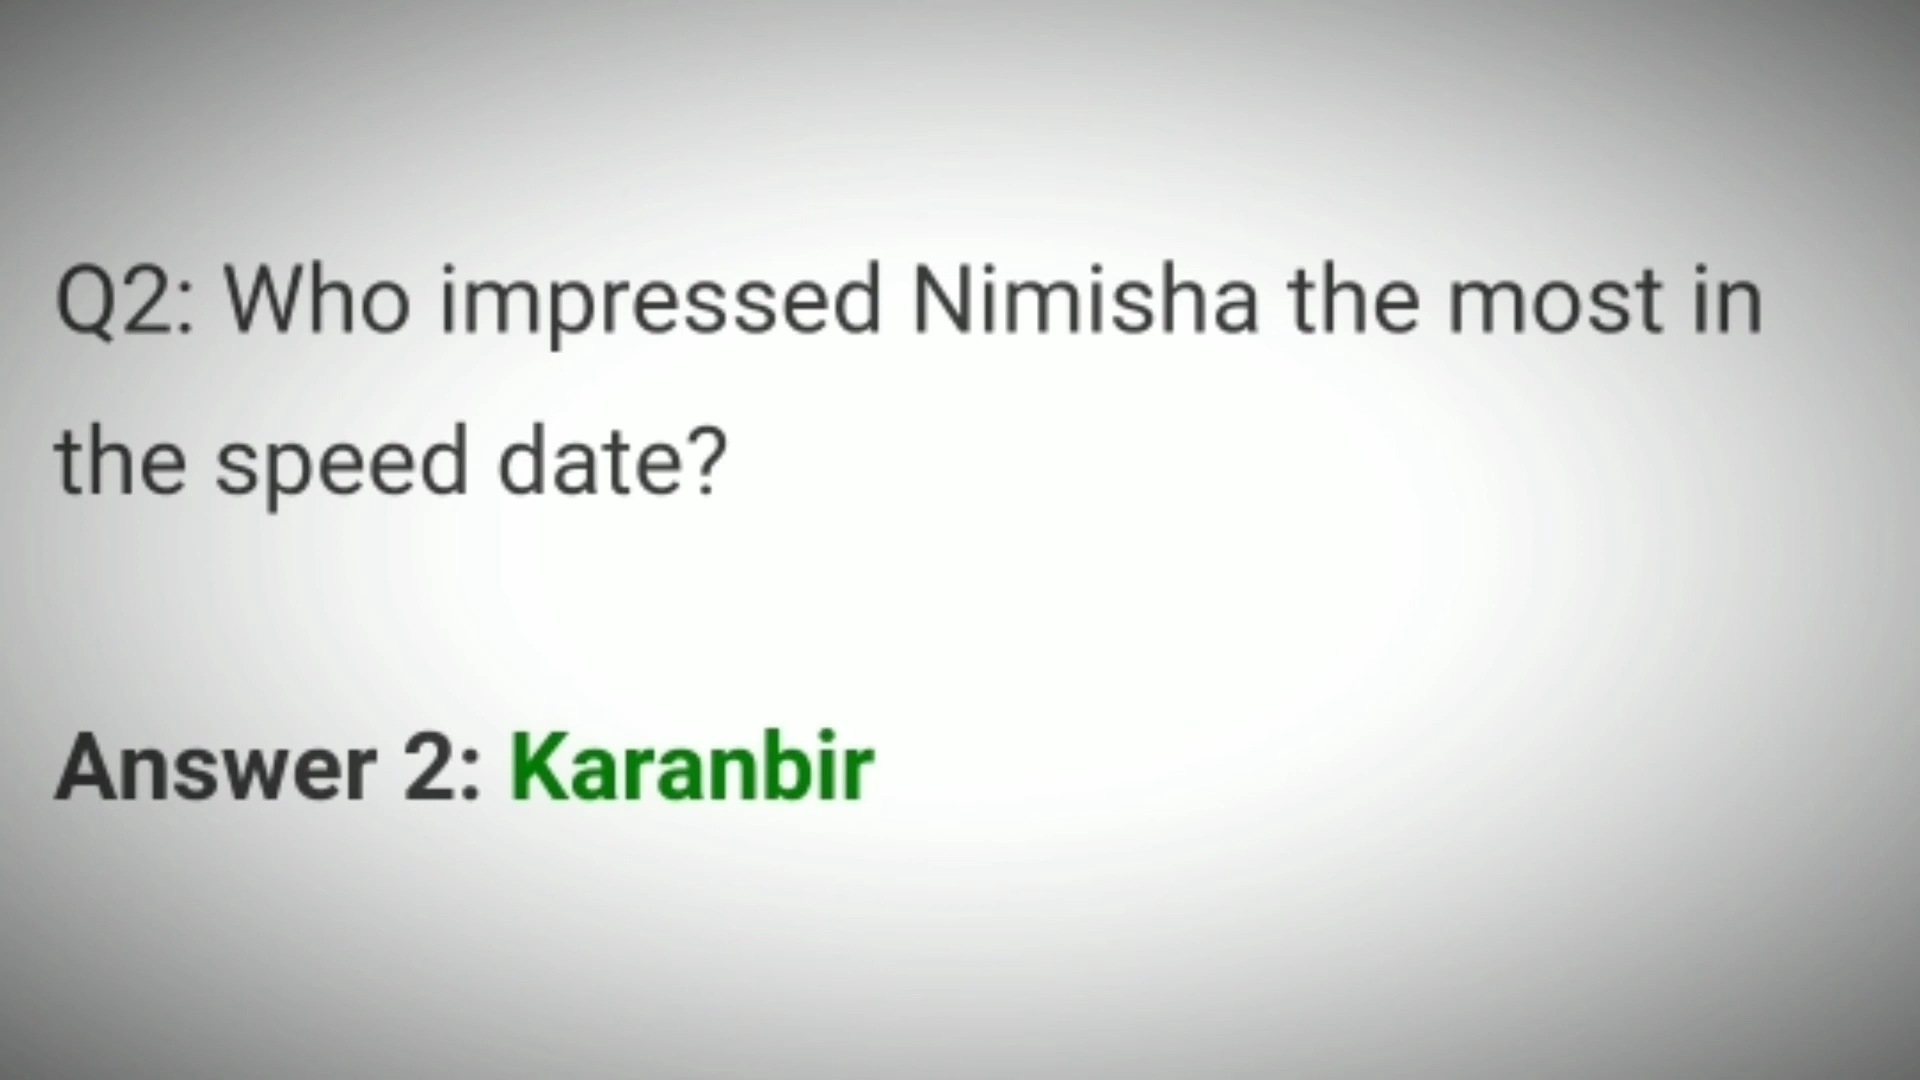 Q2: Who impressed Nimisha the most in
the speed date?
Answer 2: Karanbir